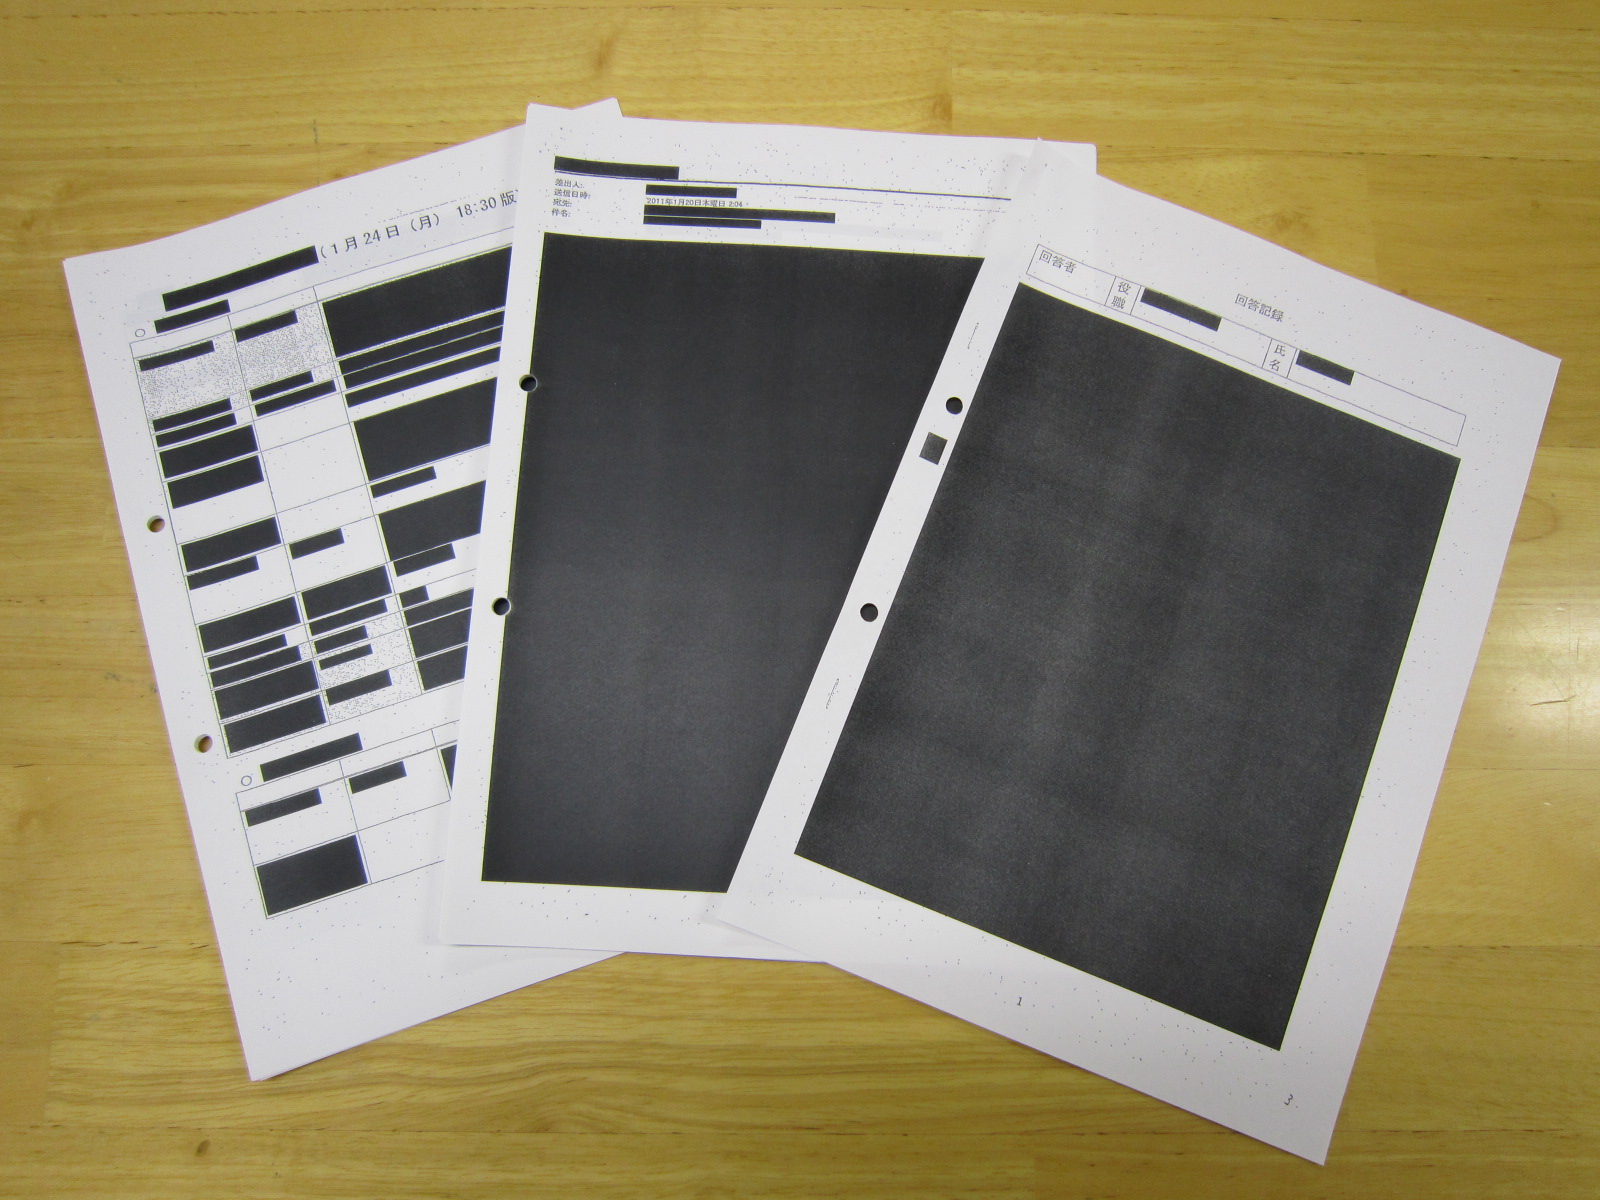 (1月24日（月） 18:30版)
○
○
差出人:
送信日時: 2011年1月20日木曜日 2:04
宛先:
件名:
回答記録
回答者 役職 氏名
1
3